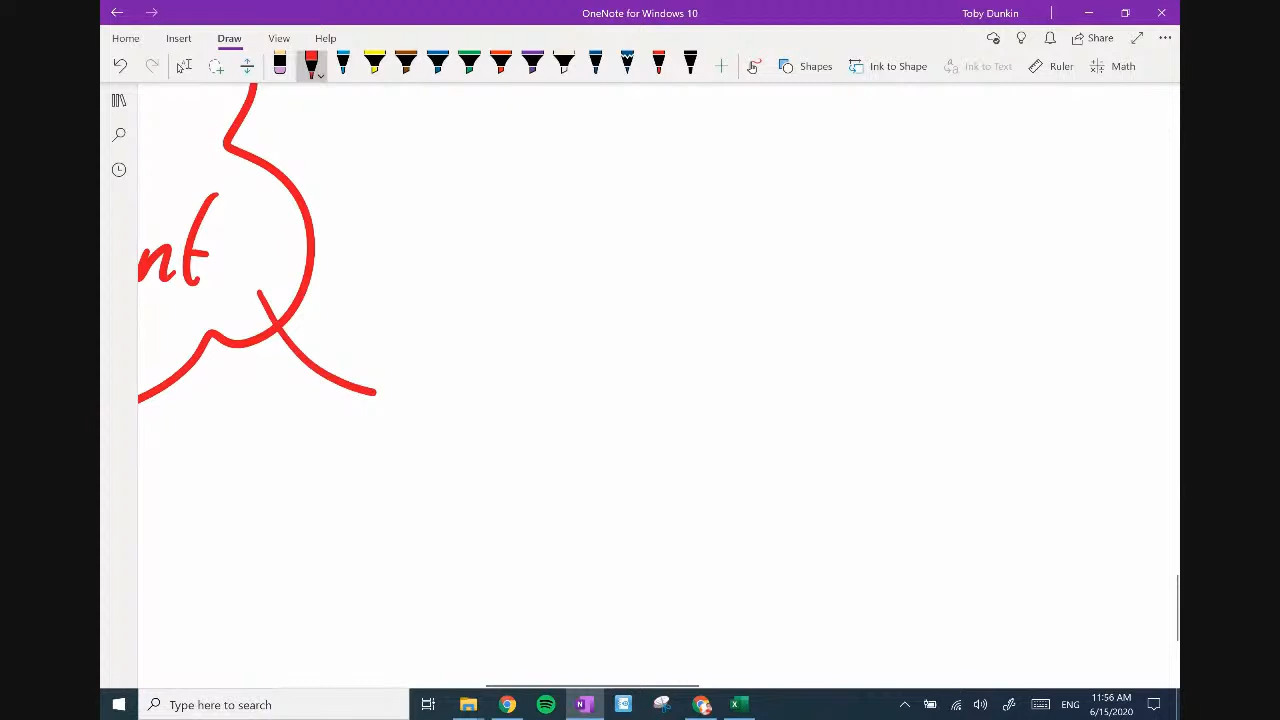 OneNote for Windows 10
Toby Dunkin
Home Insert Draw View Help
Share
Shapes Ink to Shape Ink to Text Ruler Math
nt
Type here to search
ENG
11:56 AM
6/15/2020